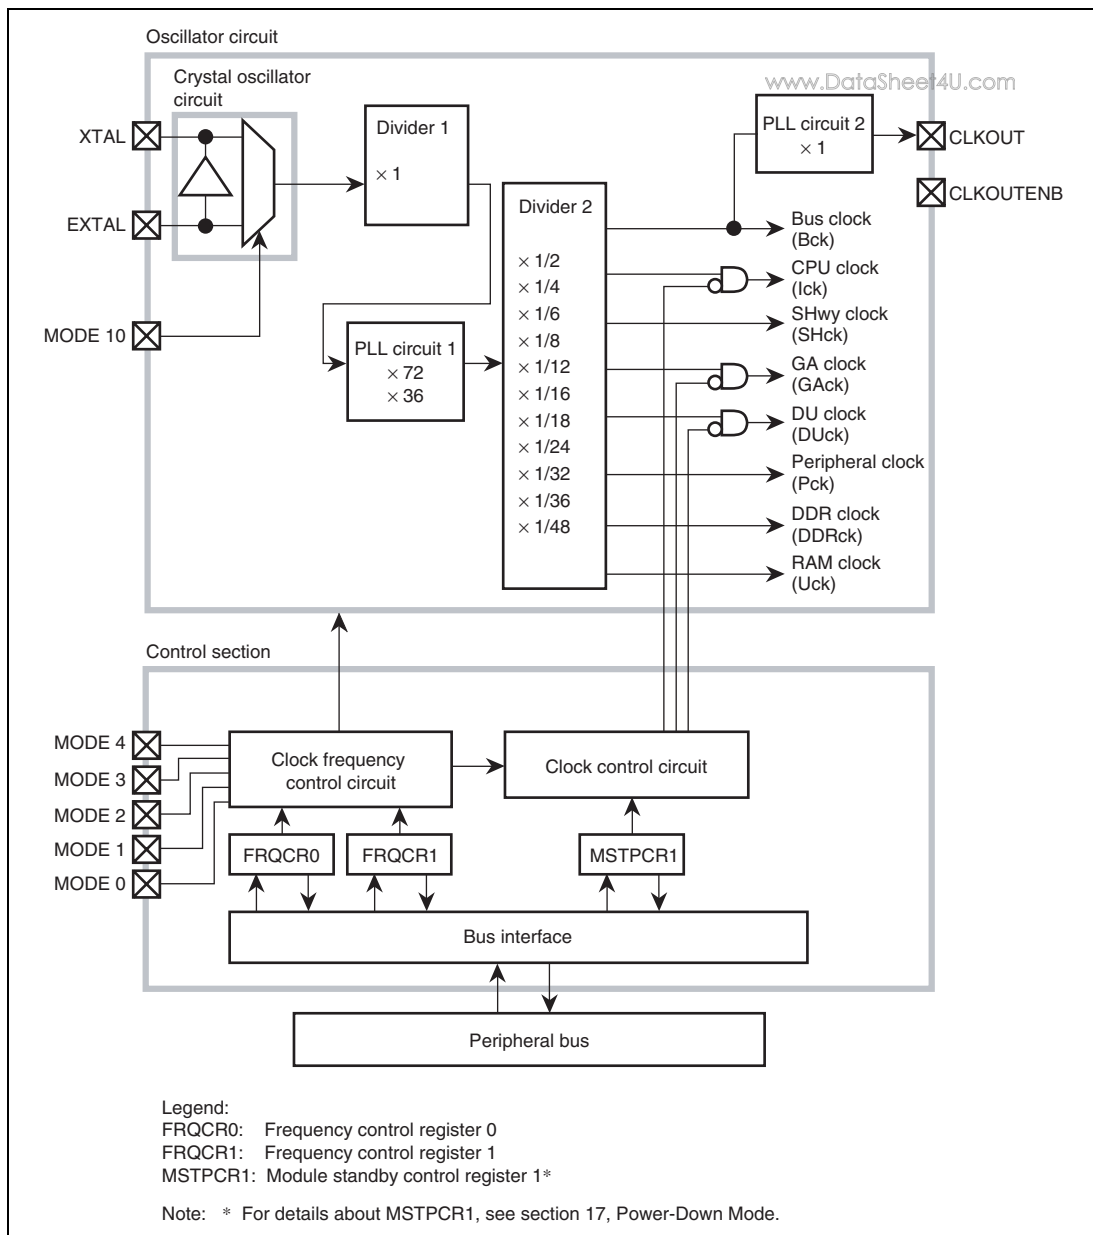 Oscillator circuit
Crystal oscillator
circuit
www.DataSheet4U.com
XTAL
EXTAL
MODE 10
Divider 1
× 1
PLL circuit 1
× 72
× 36
Divider 2
× 1/2
× 1/4
× 1/6
× 1/8
× 1/12
× 1/16
× 1/18
× 1/24
× 1/32
× 1/36
× 1/48
PLL circuit 2
× 1
CLKOUT
CLKOUTENB
Bus clock
(Bck)
CPU clock
(Ick)
SHwy clock
(SHck)
GA clock
(GAck)
DU clock
(DUck)
Peripheral clock
(Pck)
DDR clock
(DDRck)
RAM clock
(Uck)
Control section
MODE 4
MODE 3
MODE 2
MODE 1
MODE 0
Clock frequency
control circuit
Clock control circuit
FRQCR0
FRQCR1
MSTPCR1
Bus interface
Peripheral bus
Legend:
FRQCR0: Frequency control register 0
FRQCR1: Frequency control register 1
MSTPCR1: Module standby control register 1*
Note: * For details about MSTPCR1, see section 17, Power-Down Mode.